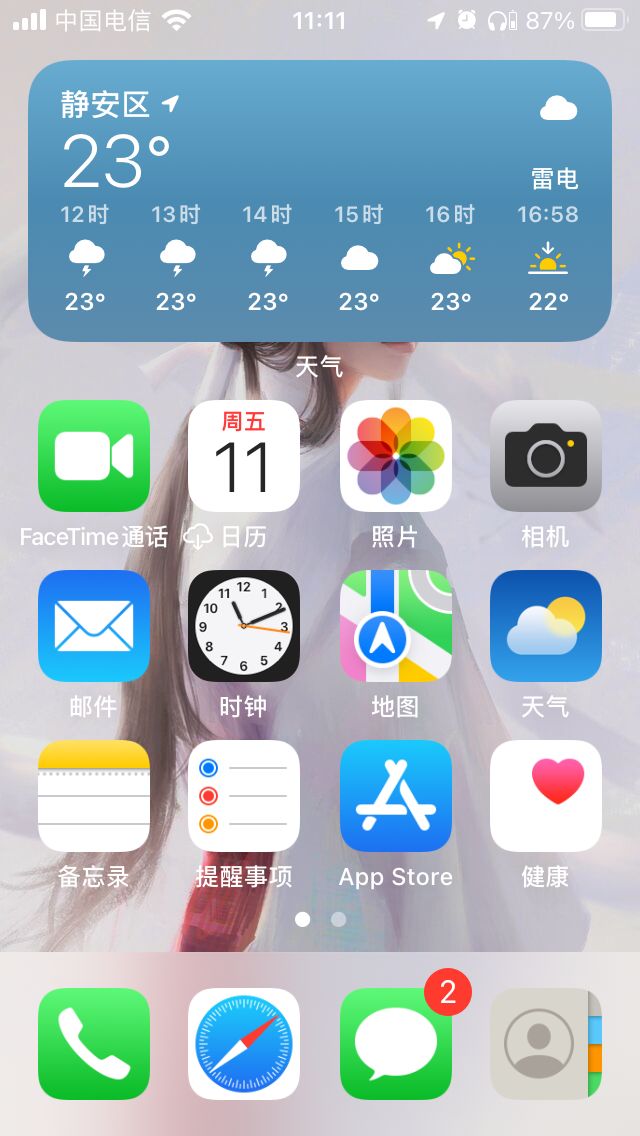 中国电信 11:11 87%
静安区
23°
雷电
12时 13时 14时 15时 16时 16:58
23° 23° 23° 23° 23° 22°
天气
周五
11
FaceTime通话 日历 照片 相机
12
11 1
10 2
9 3
8 4
7 5
6
邮件 时钟 地图 天气
备忘录 提醒事项 App Store 健康
2